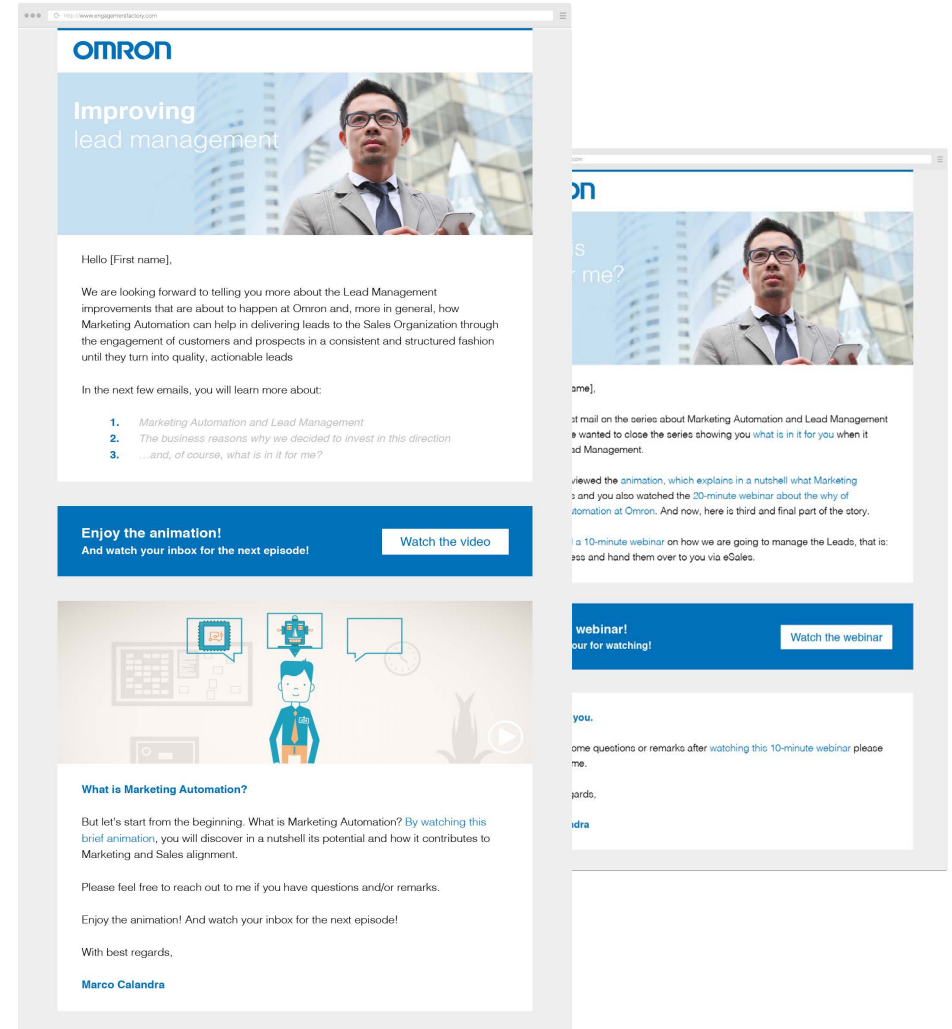 http://www.engagementfactory.com
OMRON
Improving
lead management
Hello [First name],
We are looking forward to telling you more about the Lead Management
improvements that are about to happen at Omron and, more in general, how
Marketing Automation can help in delivering leads to the Sales Organization through
the engagement of customers and prospects in a consistent and structured fashion
until they turn into quality, actionable leads
In the next few emails, you will learn more about:
1. Marketing Automation and Lead Management
2. The business reasons why we decided to invest in this direction
3. …and, of course, what is in it for me?
Enjoy the animation!
And watch your inbox for the next episode!
Watch the video
What is Marketing Automation?
But let's start from the beginning. What is Marketing Automation? By watching this
brief animation, you will discover in a nutshell its potential and how it contributes to
Marketing and Sales alignment.
Please feel free to reach out to me if you have questions and/or remarks.
Enjoy the animation! And watch your inbox for the next episode!
With best regards,
Marco Calandra
.com
on
s
me?
ame],
st mail on the series about Marketing Automation and Lead Management
e wanted to close the series showing you what is in it for you when it
ad Management.
viewed the animation, which explains in a nutshell what Marketing
s and you also watched the 20-minute webinar about the why of
utomation at Omron. And now, here is third and final part of the story.
a 10-minute webinar on how we are going to manage the Leads, that is:
ess and hand them over to you via eSales.
webinar!
our for watching!
Watch the webinar
you.
ome questions or remarks after watching this 10-minute webinar please
me.
gards,
ndra